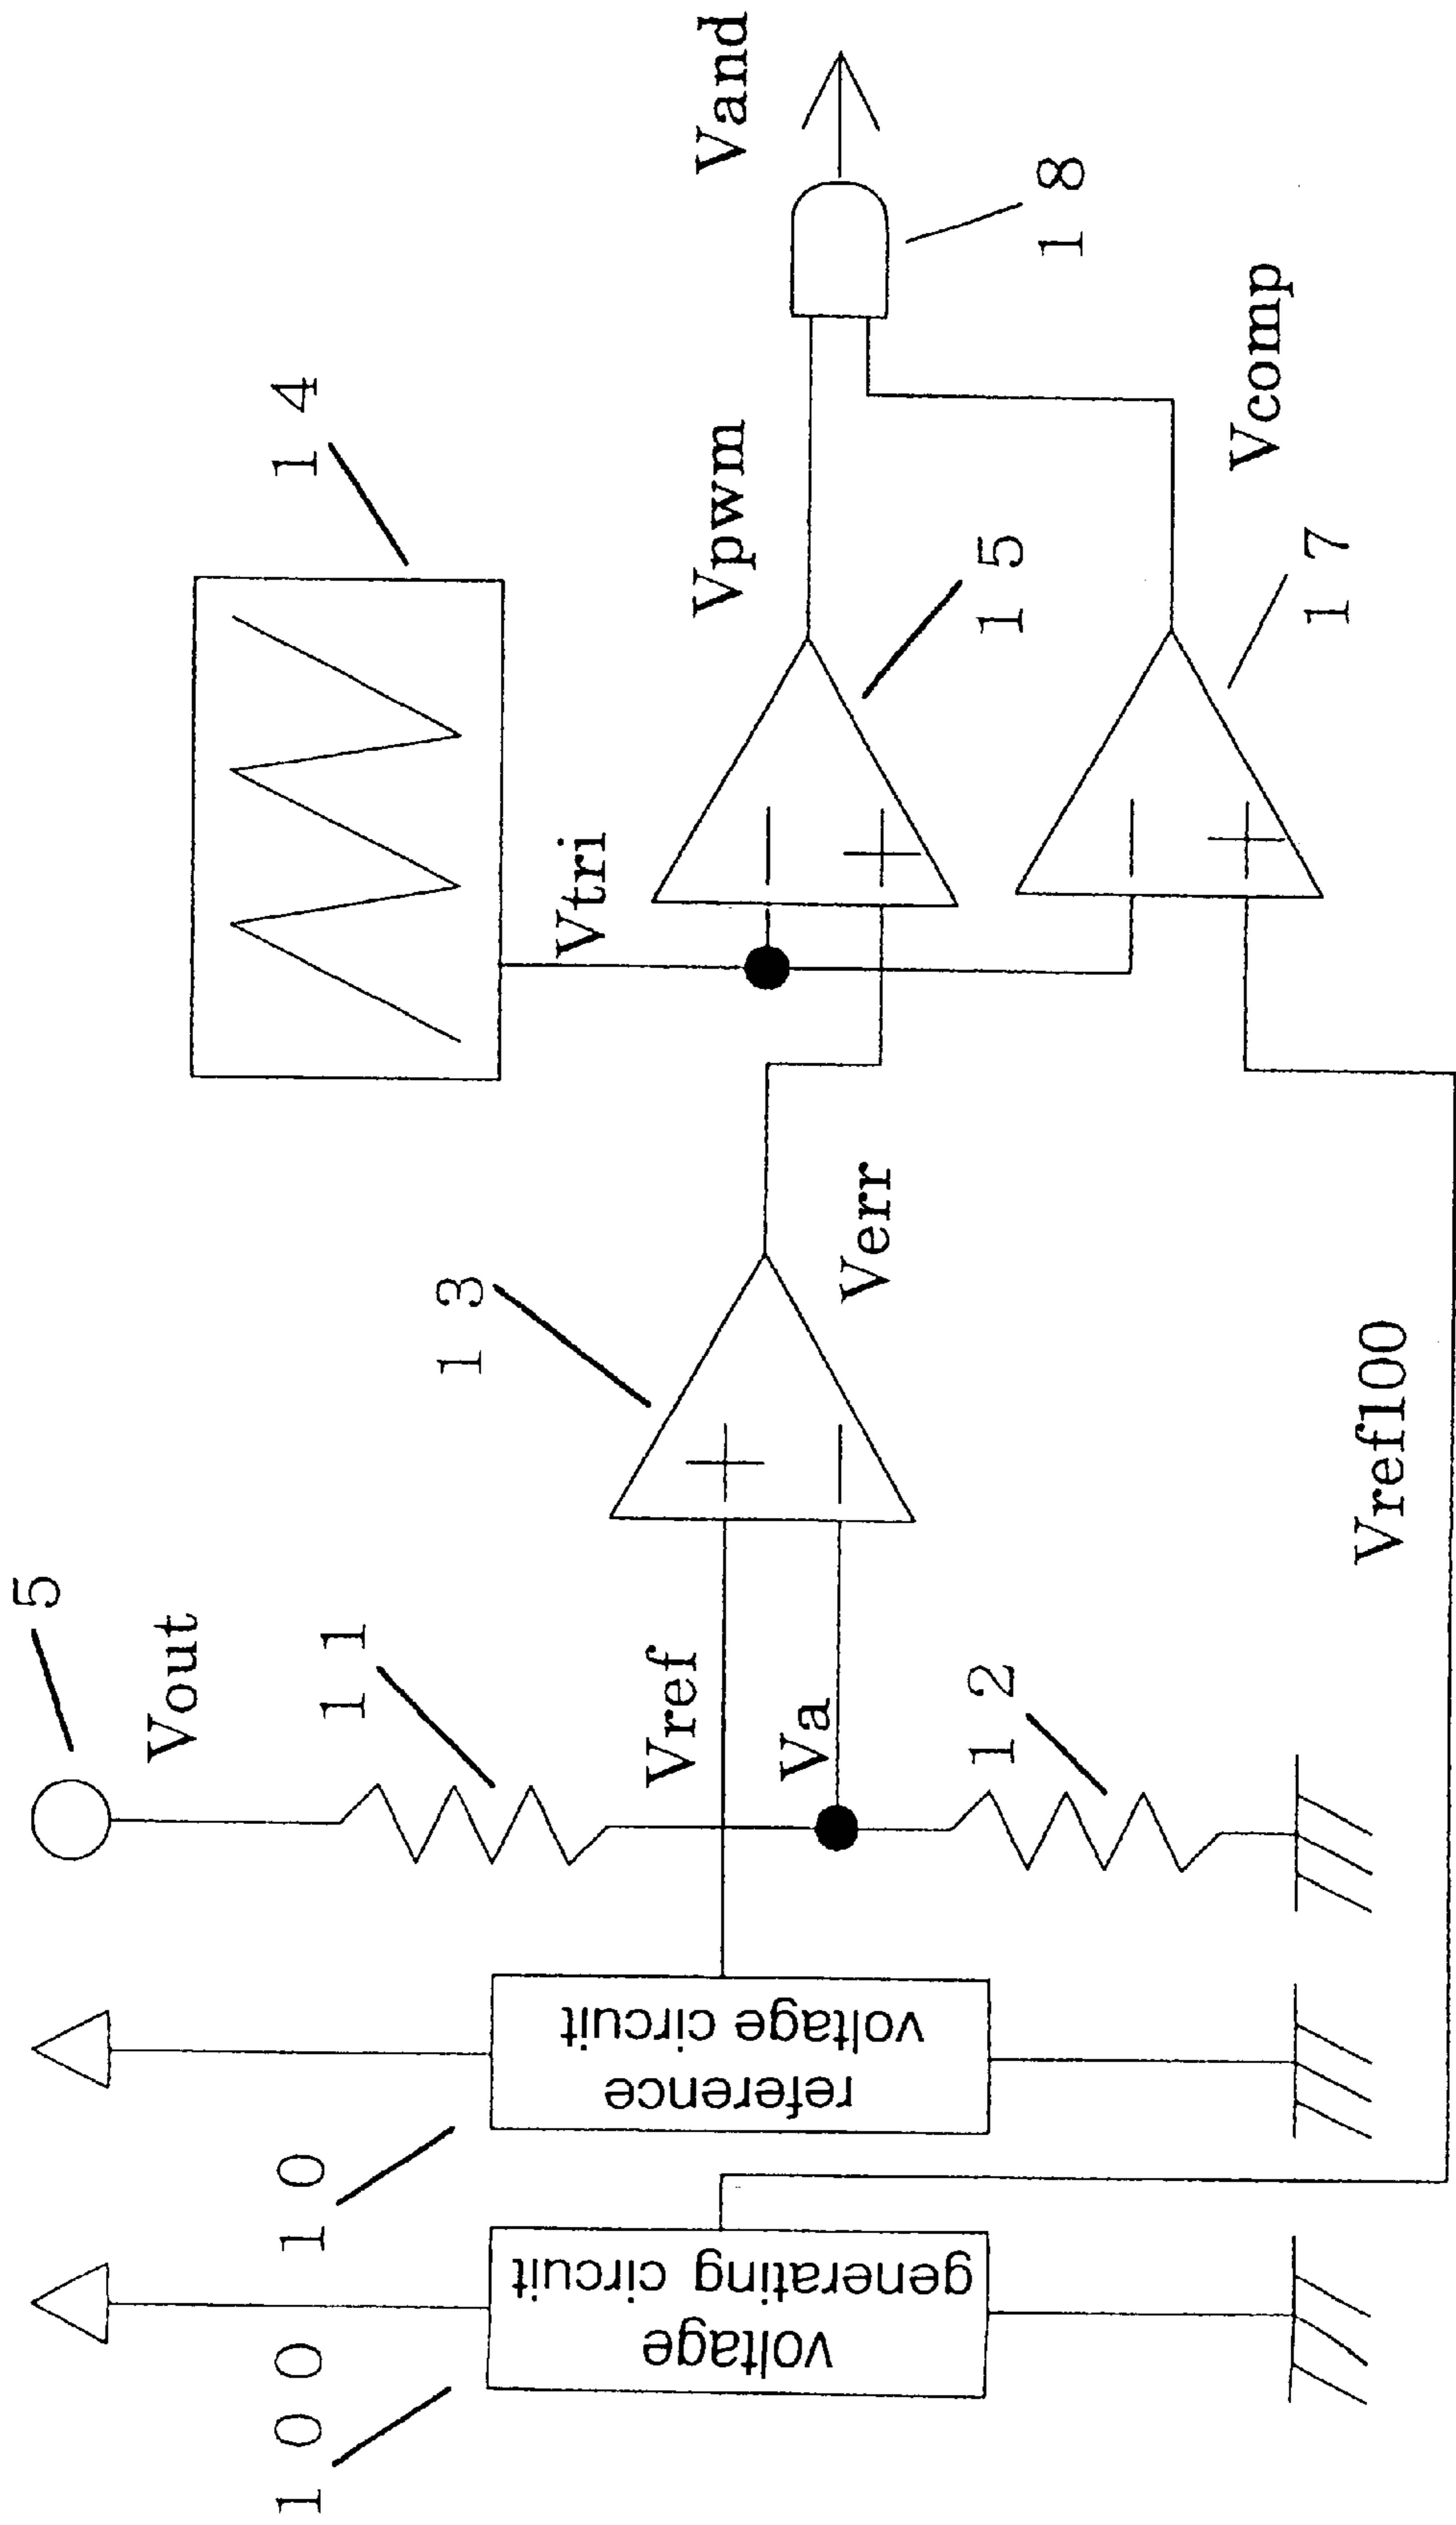 100
voltage
generating circuit
10
reference
voltage circuit
5
Vout
11
Vref
Va
12
Vref100
13
Verr
14
Vtri
Vpwm
15
17
Vcomp
Vand
18